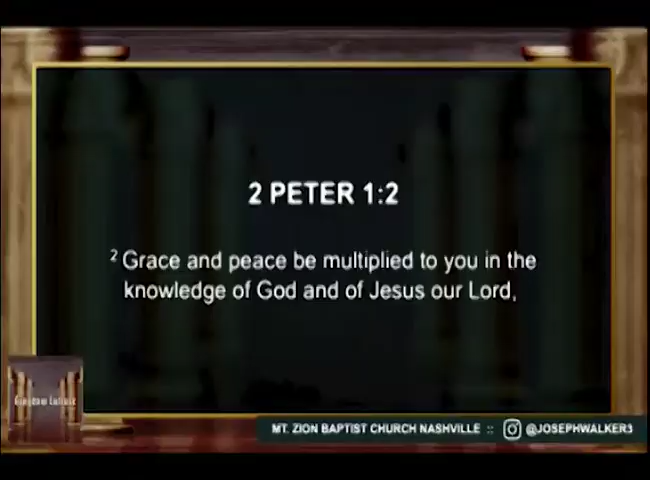 2 PETER 1:2
² Grace and peace be multiplied to you in the
knowledge of God and of Jesus our Lord,
MT. ZION BAPTIST CHURCH NASHVILLE :: @JOSEPHWALKER3